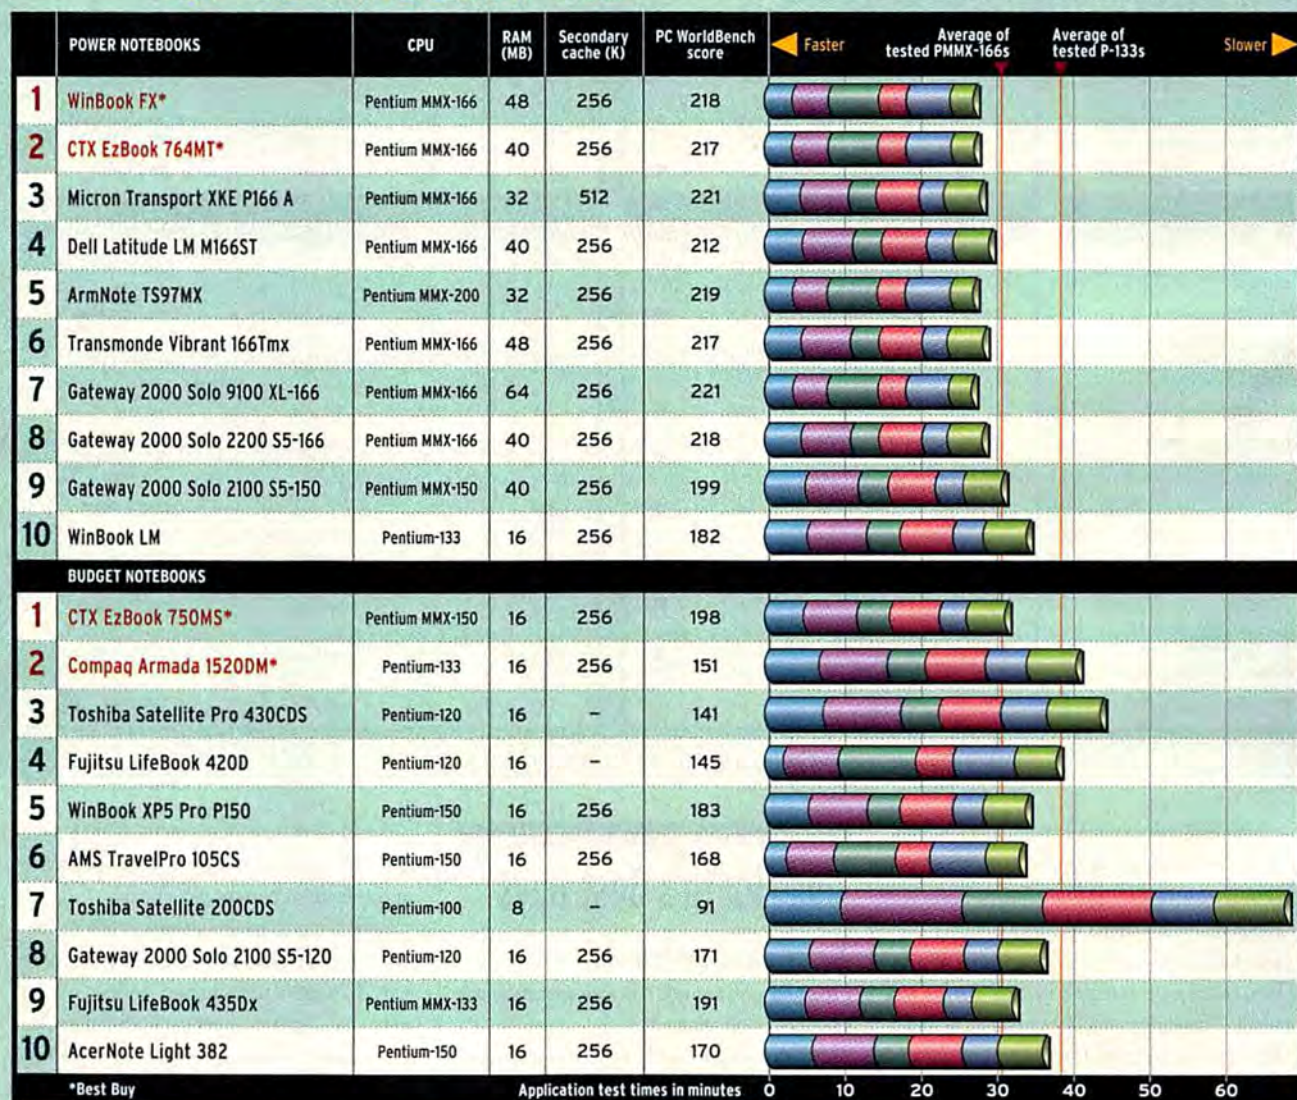 POWER NOTEBOOKS CPU RAM (MB) Secondary cache (K) PC WorldBench score Faster Average of tested PMMX-166s Average of tested P-133s Slower
1 WinBook FX* Pentium MMX-166 48 256 218
2 CTX EzBook 764MT* Pentium MMX-166 40 256 217
3 Micron Transport XKE P166 A Pentium MMX-166 32 512 221
4 Dell Latitude LM M166ST Pentium MMX-166 40 256 212
5 ArmNote TS97MX Pentium MMX-200 32 256 219
6 Transmonde Vibrant 166Tmx Pentium MMX-166 48 256 217
7 Gateway 2000 Solo 9100 XL-166 Pentium MMX-166 64 256 221
8 Gateway 2000 Solo 2200 S5-166 Pentium MMX-166 40 256 218
9 Gateway 2000 Solo 2100 S5-150 Pentium MMX-150 40 256 199
10 WinBook LM Pentium-133 16 256 182
BUDGET NOTEBOOKS
1 CTX EzBook 750MS* Pentium MMX-150 16 256 198
2 Compaq Armada 1520DM* Pentium-133 16 256 151
3 Toshiba Satellite Pro 430CDS Pentium-120 16 – 141
4 Fujitsu LifeBook 420D Pentium-120 16 – 145
5 WinBook XP5 Pro P150 Pentium-150 16 256 183
6 AMS TravelPro 105CS Pentium-150 16 256 168
7 Toshiba Satellite 200CDS Pentium-100 8 – 91
8 Gateway 2000 Solo 2100 S5-120 Pentium-120 16 256 171
9 Fujitsu LifeBook 435Dx Pentium MMX-133 16 256 191
10 AcerNote Light 382 Pentium-150 16 256 170
*Best Buy Application test times in minutes 0 10 20 30 40 50 60